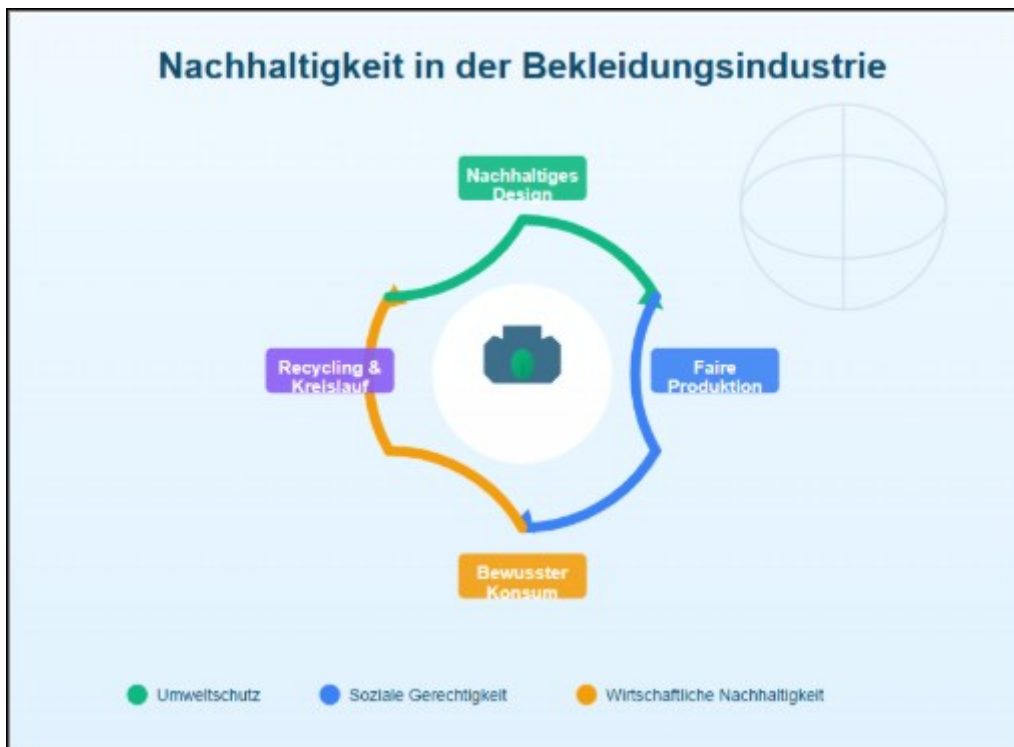 Nachhaltigkeit in der Bekleidungsindustrie
Nachhaltiges
Design
Recycling &
Kreislauf
Faire
Produktion
Bewusster
Konsum
Umweltschutz
Soziale Gerechtigkeit
Wirtschaftliche Nachhaltigkeit